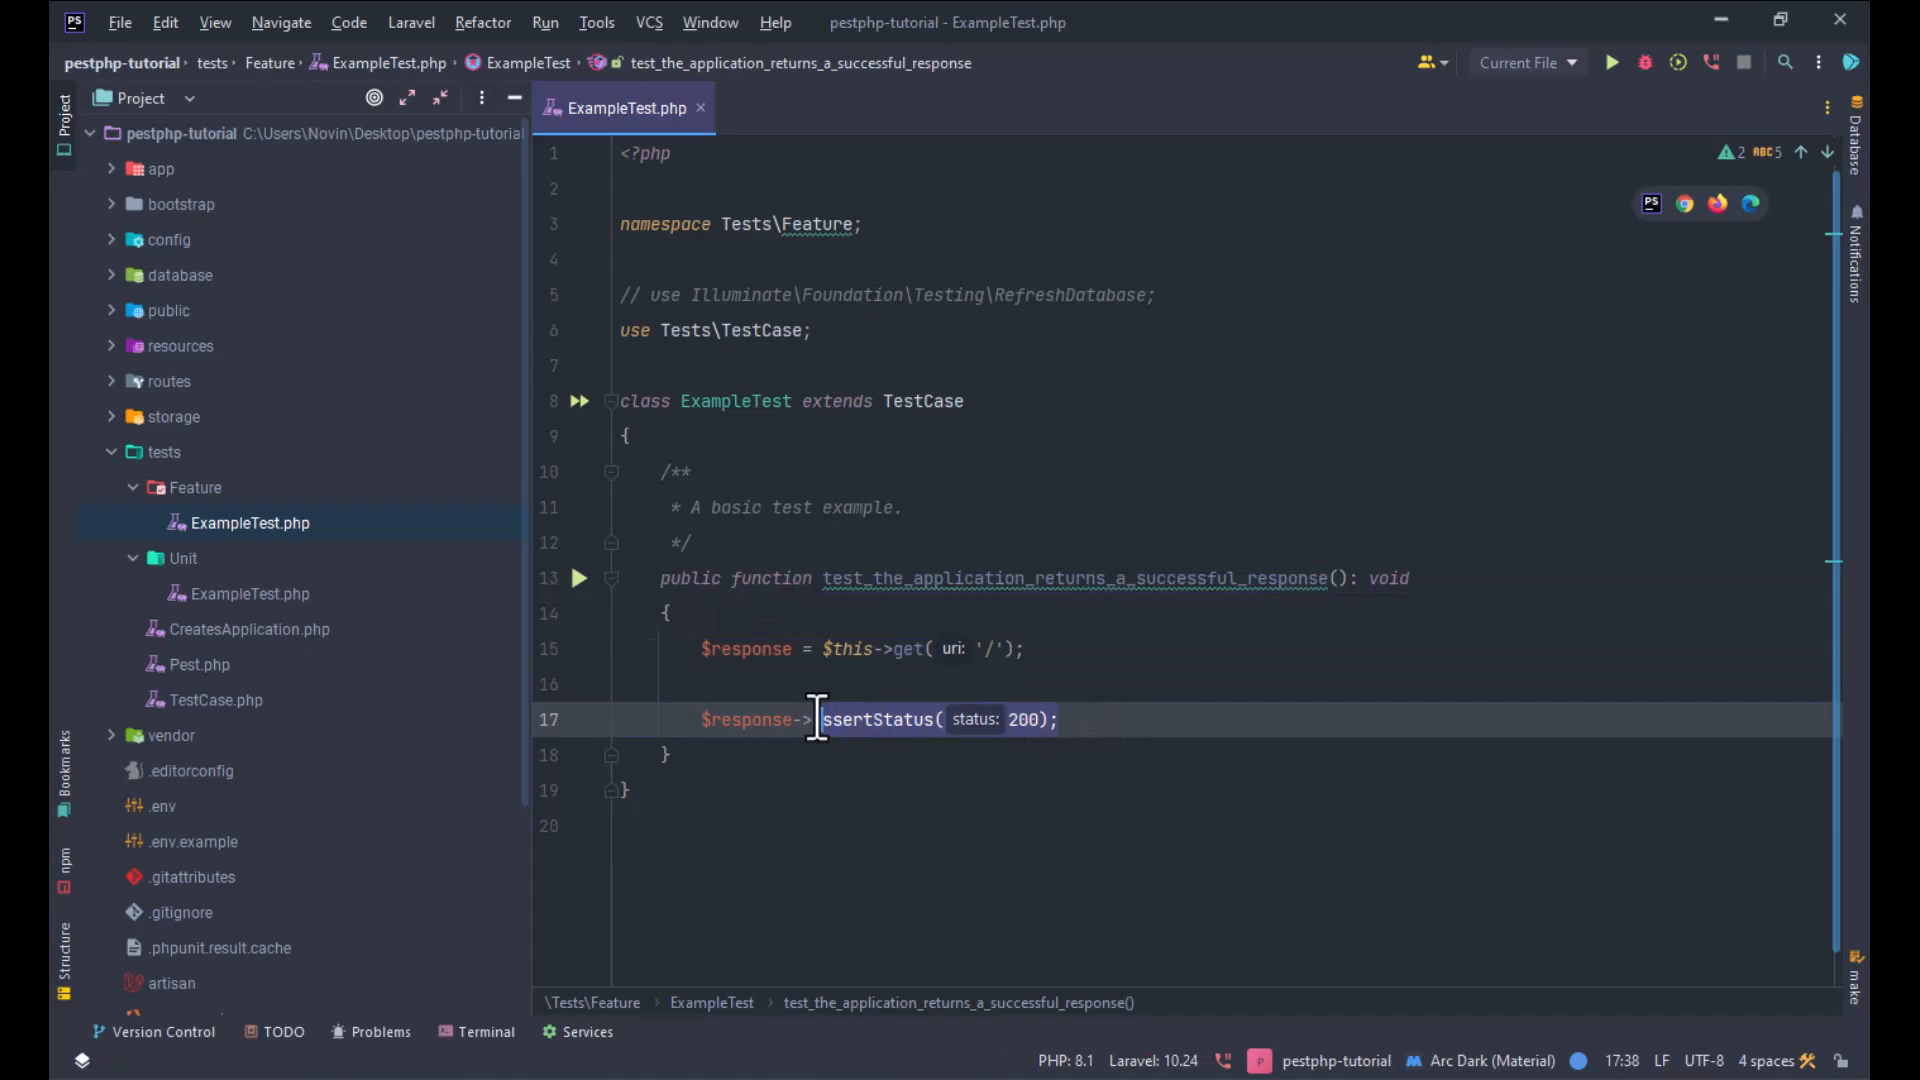 PS File Edit View Navigate Code Laravel Refactor Run Tools VCS Window Help pestphp-tutorial - ExampleTest.php
pestphp-tutorial tests Feature ExampleTest.php ExampleTest test_the_application_returns_a_successful_response Current File
Project
Project
ExampleTest.php
Database
Notifications
pestphp-tutorial C:\Users\Novin\Desktop\pestphp-tutorial
app
bootstrap
config
database
public
resources
routes
storage
tests
Feature
ExampleTest.php
Unit
ExampleTest.php
CreatesApplication.php
Pest.php
TestCase.php
vendor
.editorconfig
.env
.env.example
.gitattributes
.gitignore
.phpunit.result.cache
artisan
Bookmarks
npm
Structure
2 ABC 5
PS
1 <?php
2
3 namespace Tests\Feature;
4
5 // use Illuminate\Foundation\Testing\RefreshDatabase;
6 use Tests\TestCase;
7
8 class ExampleTest extends TestCase
9 {
10 /**
11 * A basic test example.
12 */
13 public function test_the_application_returns_a_successful_response(): void
14 {
15 $response = $this->get( uri: '/');
16
17 $response->ssertStatus( status: 200);
18 }
19 }
20
make
\Tests\Feature ExampleTest test_the_application_returns_a_successful_response()
Version Control TODO Problems Terminal Services
PHP: 8.1 Laravel: 10.24 P pestphp-tutorial Arc Dark (Material) 17:38 LF UTF-8 4 spaces